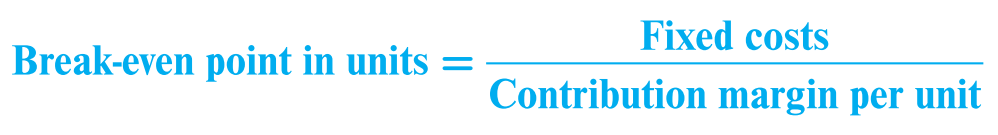 Fixed costs
Break-even point in units =
Contribution margin per unit